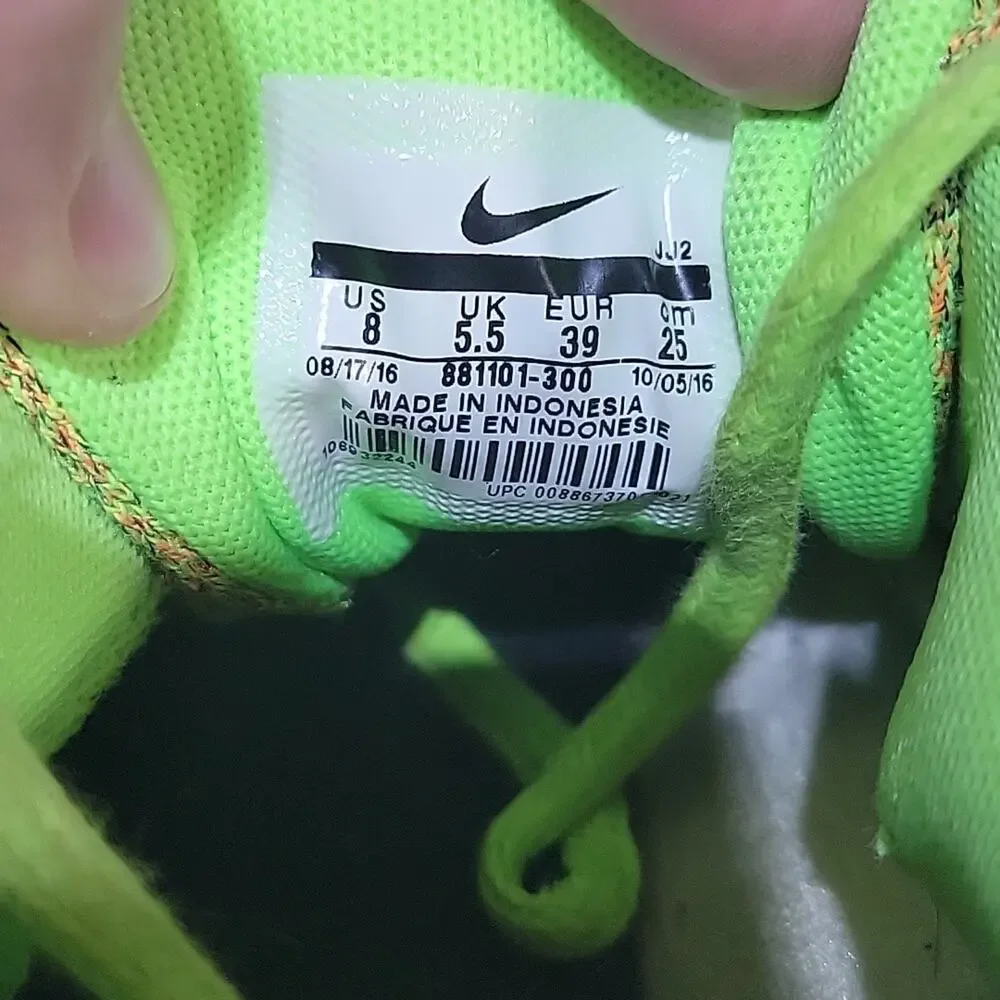 JJ2
US UK EUR cm
8 5.5 39 25
08/17/16 881101-300 10/05/16
MADE IN INDONESIA
FABRIQUE EN INDONESIE
UPC